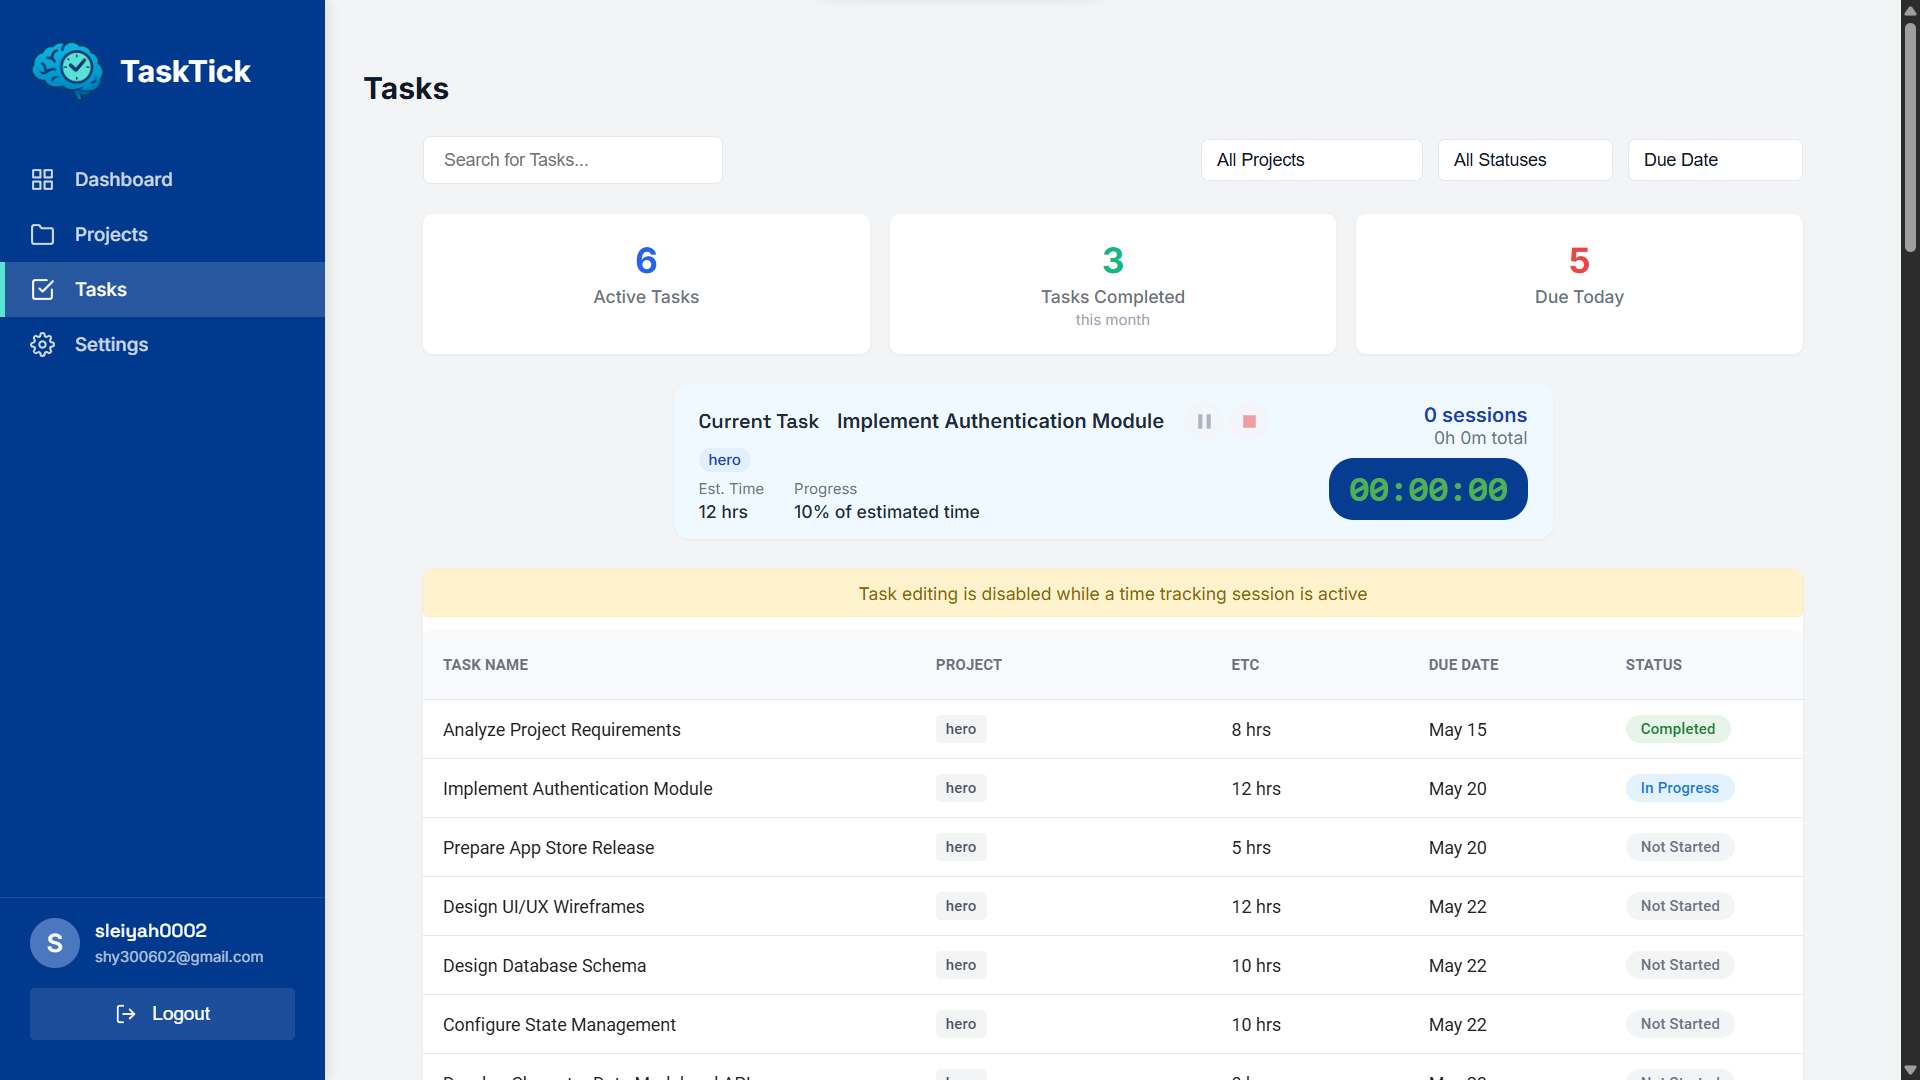 TaskTick
Dashboard
Projects
Tasks
Settings
S
sleiyah0002
shy300602@gmail.com
Logout
Tasks
Search for Tasks...
All Projects
All Statuses
Due Date
6
Active Tasks
3
Tasks Completed
this month
5
Due Today
Current Task Implement Authentication Module
hero
Est. Time
12 hrs
Progress
10% of estimated time
0 sessions
0h 0m total
00:00:00
Task editing is disabled while a time tracking session is active
TASK NAME PROJECT ETC DUE DATE STATUS
Analyze Project Requirements hero 8 hrs May 15 Completed
Implement Authentication Module hero 12 hrs May 20 In Progress
Prepare App Store Release hero 5 hrs May 20 Not Started
Design UI/UX Wireframes hero 12 hrs May 22 Not Started
Design Database Schema hero 10 hrs May 22 Not Started
Configure State Management hero 10 hrs May 22 Not Started